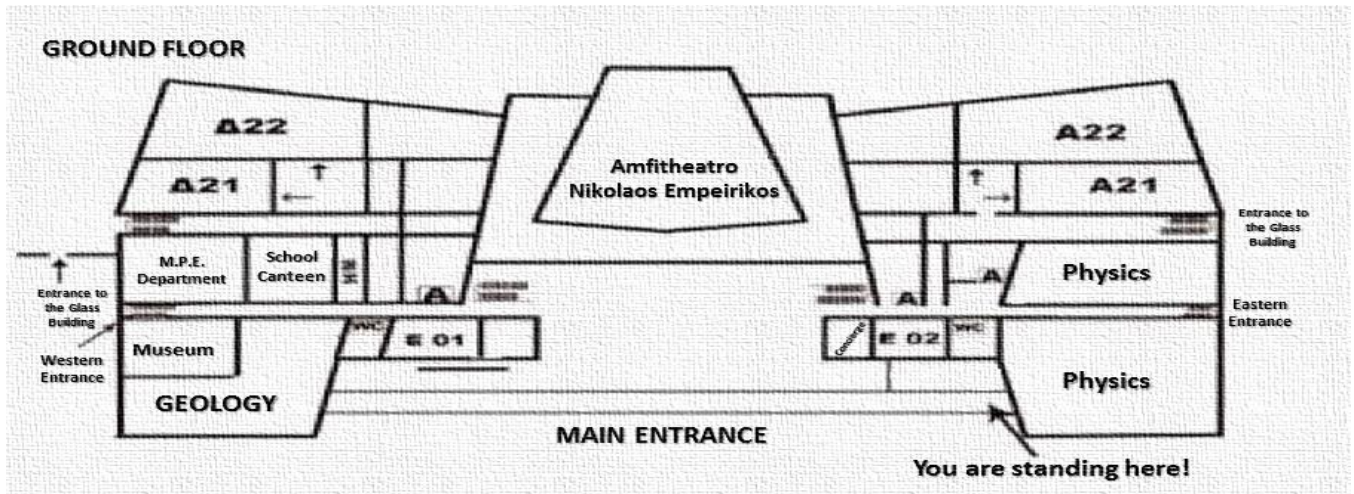 GROUND FLOOR
Δ22
A22
Amfitheatro
Nikolaos Empeirikos
Δ21
A21
Entrance to
the Glass
Building
M.P.E.
Department
School
Canteen
Physics
A
A
A
Entrance to
the Glass
Building
Eastern
Entrance
WC
E 01
Concierge
E 02
WC
Museum
Western
Entrance
GEOLOGY
Physics
MAIN ENTRANCE
You are standing here!